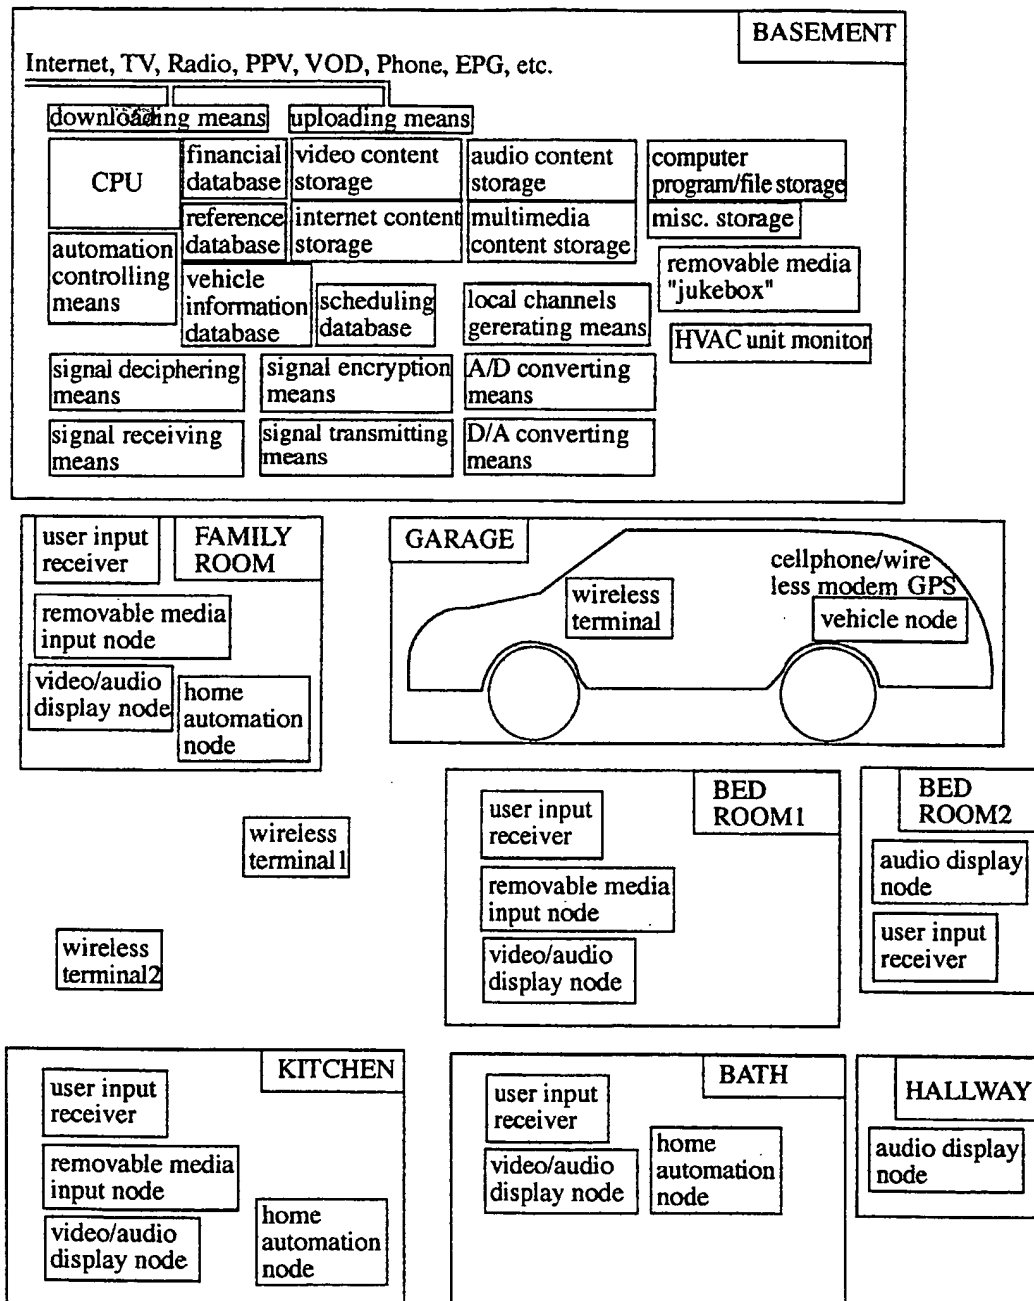 BASEMENT
Internet, TV, Radio, PPV, VOD, Phone, EPG, etc.
downloading means
uploading means
CPU
financial
database
video content
storage
audio content
storage
computer
program/file storage
reference
database
internet content
storage
multimedia
content storage
misc. storage
automation
controlling
means
vehicle
information
database
scheduling
database
local channels
gererating means
removable media
"jukebox"
HVAC unit monitor
signal deciphering
means
signal encryption
means
A/D converting
means
signal receiving
means
signal transmitting
means
D/A converting
means
user input
receiver
FAMILY
ROOM
removable media
input node
video/audio
display node
home
automation
node
GARAGE
wireless
terminal
cellphone/wire
less modem GPS
vehicle node
wireless
terminal1
wireless
terminal2
BED
ROOM1
user input
receiver
removable media
input node
video/audio
display node
BED
ROOM2
audio display
node
user input
receiver
KITCHEN
user input
receiver
removable media
input node
video/audio
display node
home
automation
node
BATH
user input
receiver
video/audio
display node
home
automation
node
HALLWAY
audio display
node